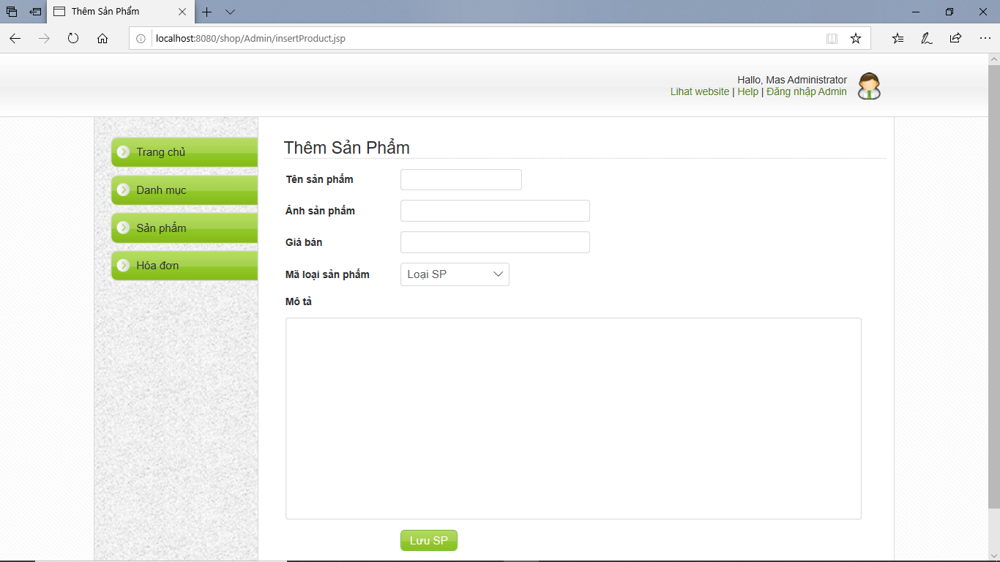 Thêm Sản Phẩm
localhost:8080/shop/Admin/insertProduct.jsp
Hallo, Mas Administrator
Lihat website | Help | Đăng nhập Admin
Trang chủ
Danh mục
Sản phẩm
Hóa đơn
Thêm Sản Phẩm
Tên sản phẩm
Ảnh sản phẩm
Giá bán
Mã loại sản phẩm
Loại SP
Mô tả
Lưu SP